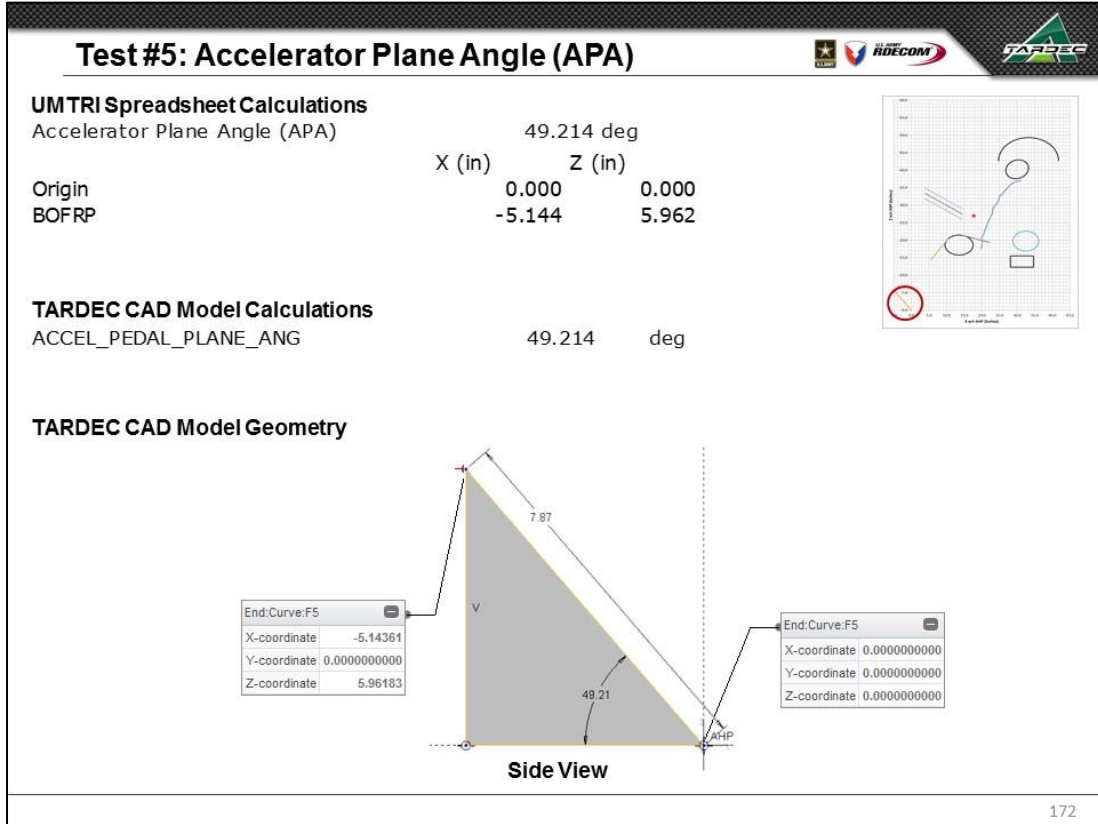 Test #5: Accelerator Plane Angle (APA)
U.S. ARMY
RDECOM
TARDEC
UMTRI Spreadsheet Calculations
Accelerator Plane Angle (APA) 49.214 deg
X (in) Z (in)
Origin 0.000 0.000
BOFRP -5.144 5.962
TARDEC CAD Model Calculations
ACCEL_PEDAL_PLANE_ANG 49.214 deg
TARDEC CAD Model Geometry
7.87
V
End:Curve:F5
X-coordinate -5.14361
Y-coordinate 0.0000000000
Z-coordinate 5.96183
End:Curve:F5
X-coordinate 0.0000000000
Y-coordinate 0.0000000000
Z-coordinate 0.0000000000
49.21
AHP
Side View
172